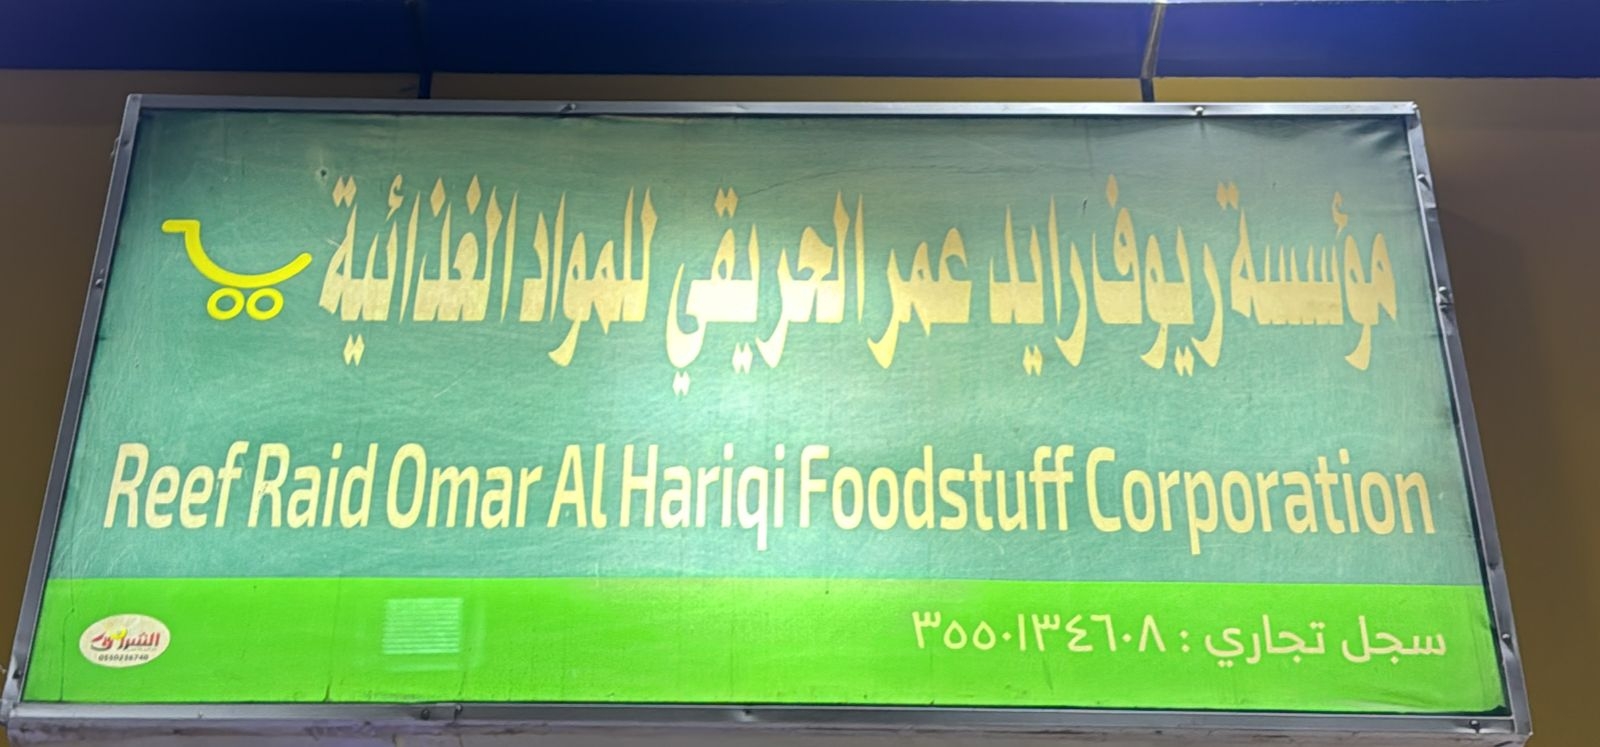 مؤسسة ريوف رايد عمر الحريقي للمواد الغذائية
Reef Raid Omar Al Hariqi Foodstuff Corporation
سجل تجاري : ٣٥٥٠١٣٤٦٠٨